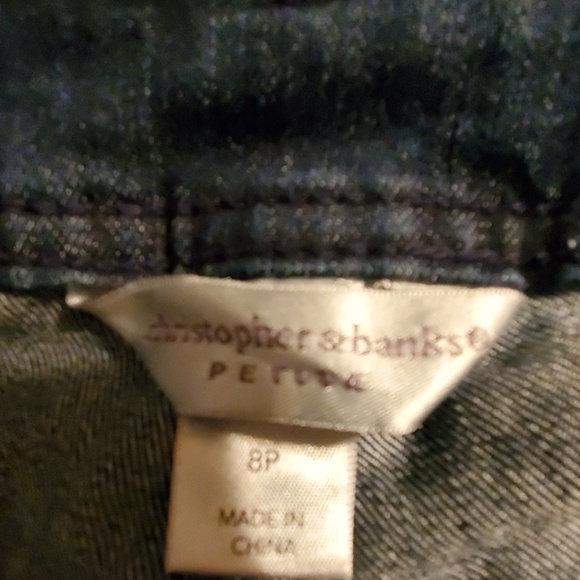 christopher & banks®
PETITE
8P
MADE IN
CHINA